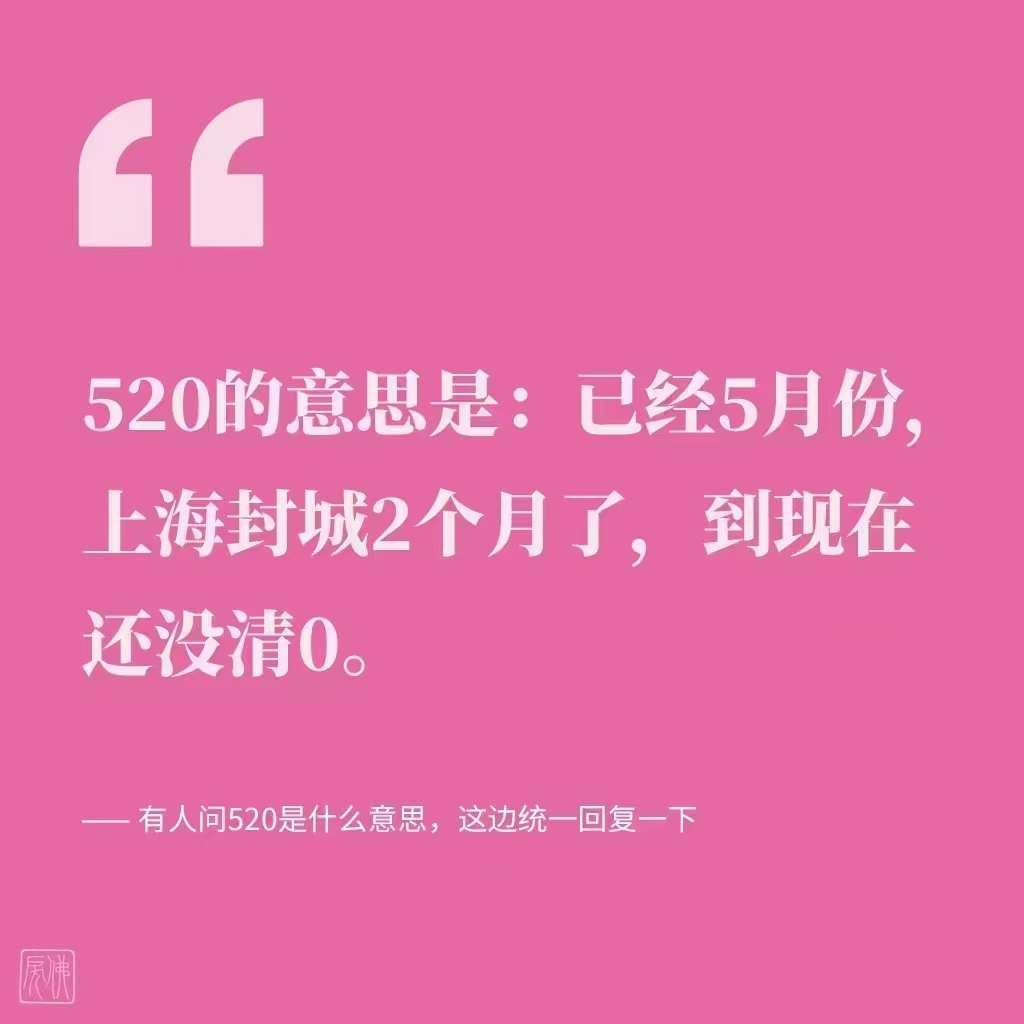 “
520的意思是：已经5月份，
上海封城2个月了，到现在
还没清0。
—— 有人问520是什么意思，这边统一回复一下